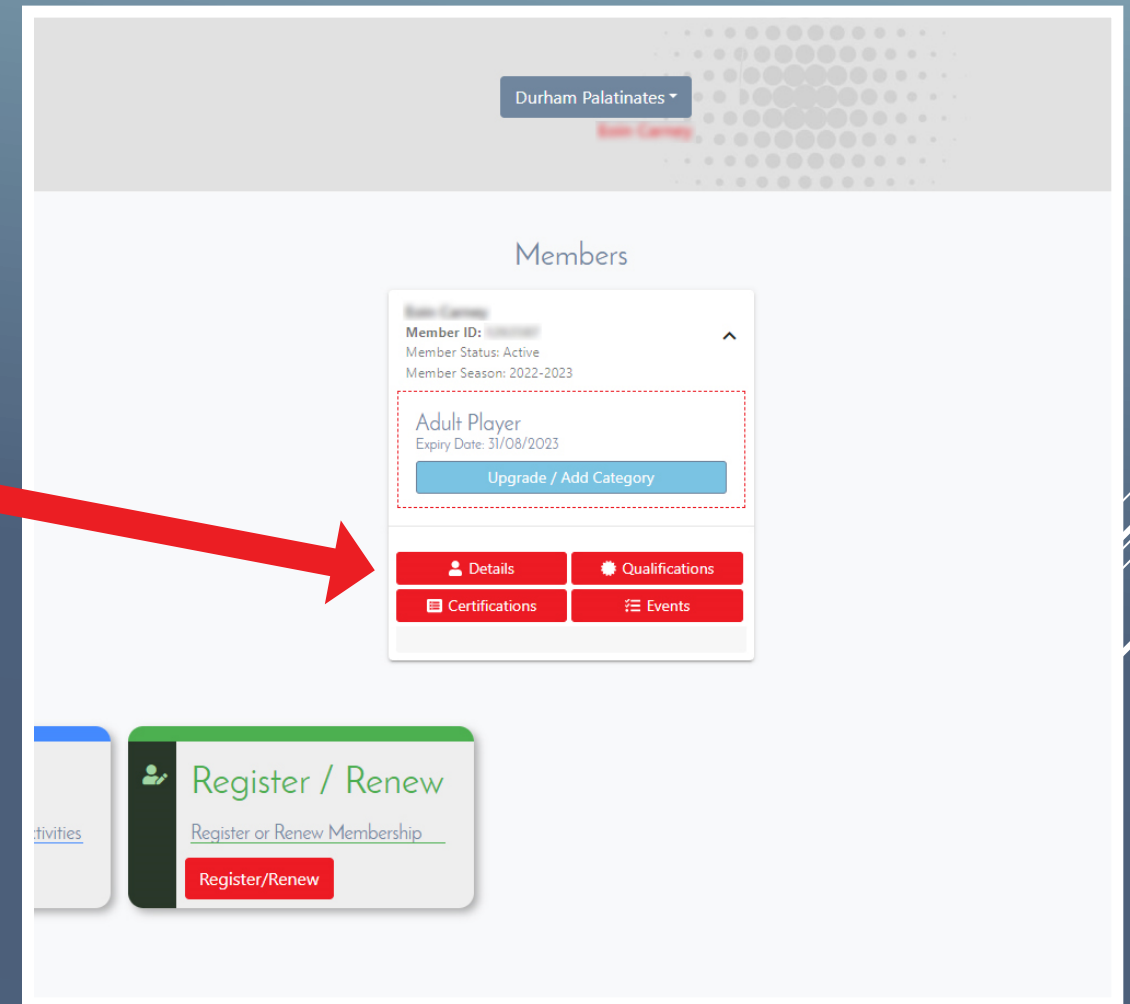 Durham Palatinates
Members
Member ID:
Member Status: Active
Member Season: 2022-2023
Adult Player
Expiry Date: 31/08/2023
Upgrade / Add Category
Details
Qualifications
Certifications
Events
Register / Renew
tivities
Register or Renew Membership
Register/Renew